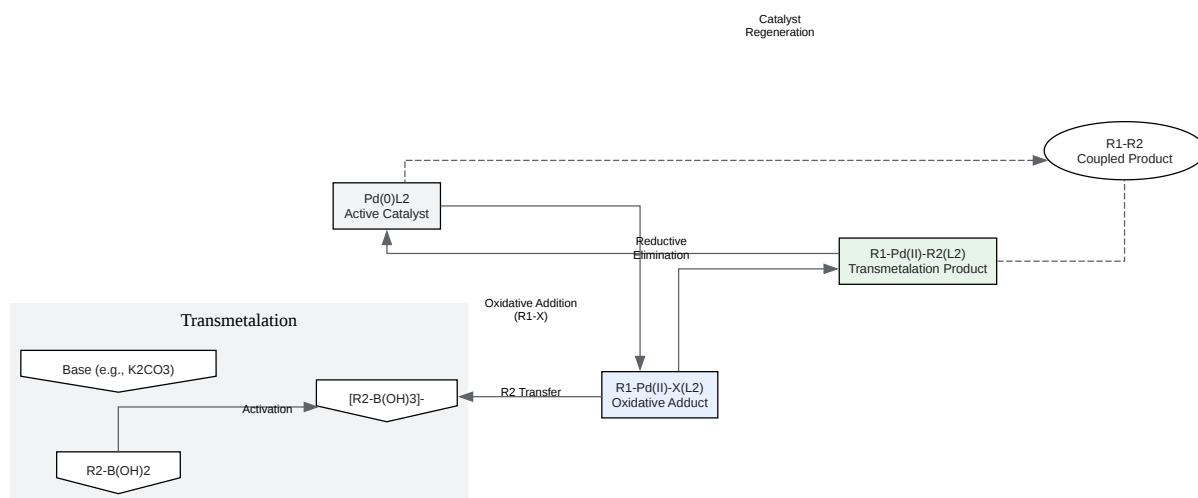 Catalyst
Regeneration
R1-R2
Coupled Product
Pd(0)L2
Active Catalyst
Reductive
Elimination
R1-Pd(II)-R2(L2)
Transmetalation Product
Oxidative Addition
(R1-X)
Transmetalation
Base (e.g., K2CO3)
R1-Pd(II)-X(L2)
Oxidative Adduct
R2 Transfer
[R2-B(OH)3]-
Activation
R2-B(OH)2